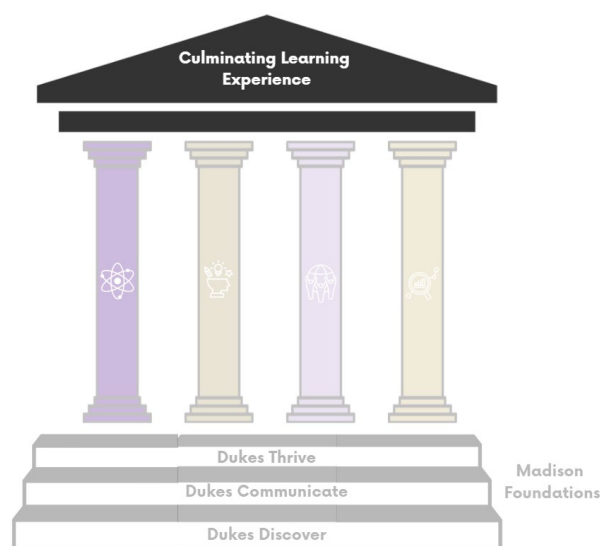 Culminating Learning
Experience
Dukes Thrive
Dukes Communicate
Dukes Discover
Madison
Foundations